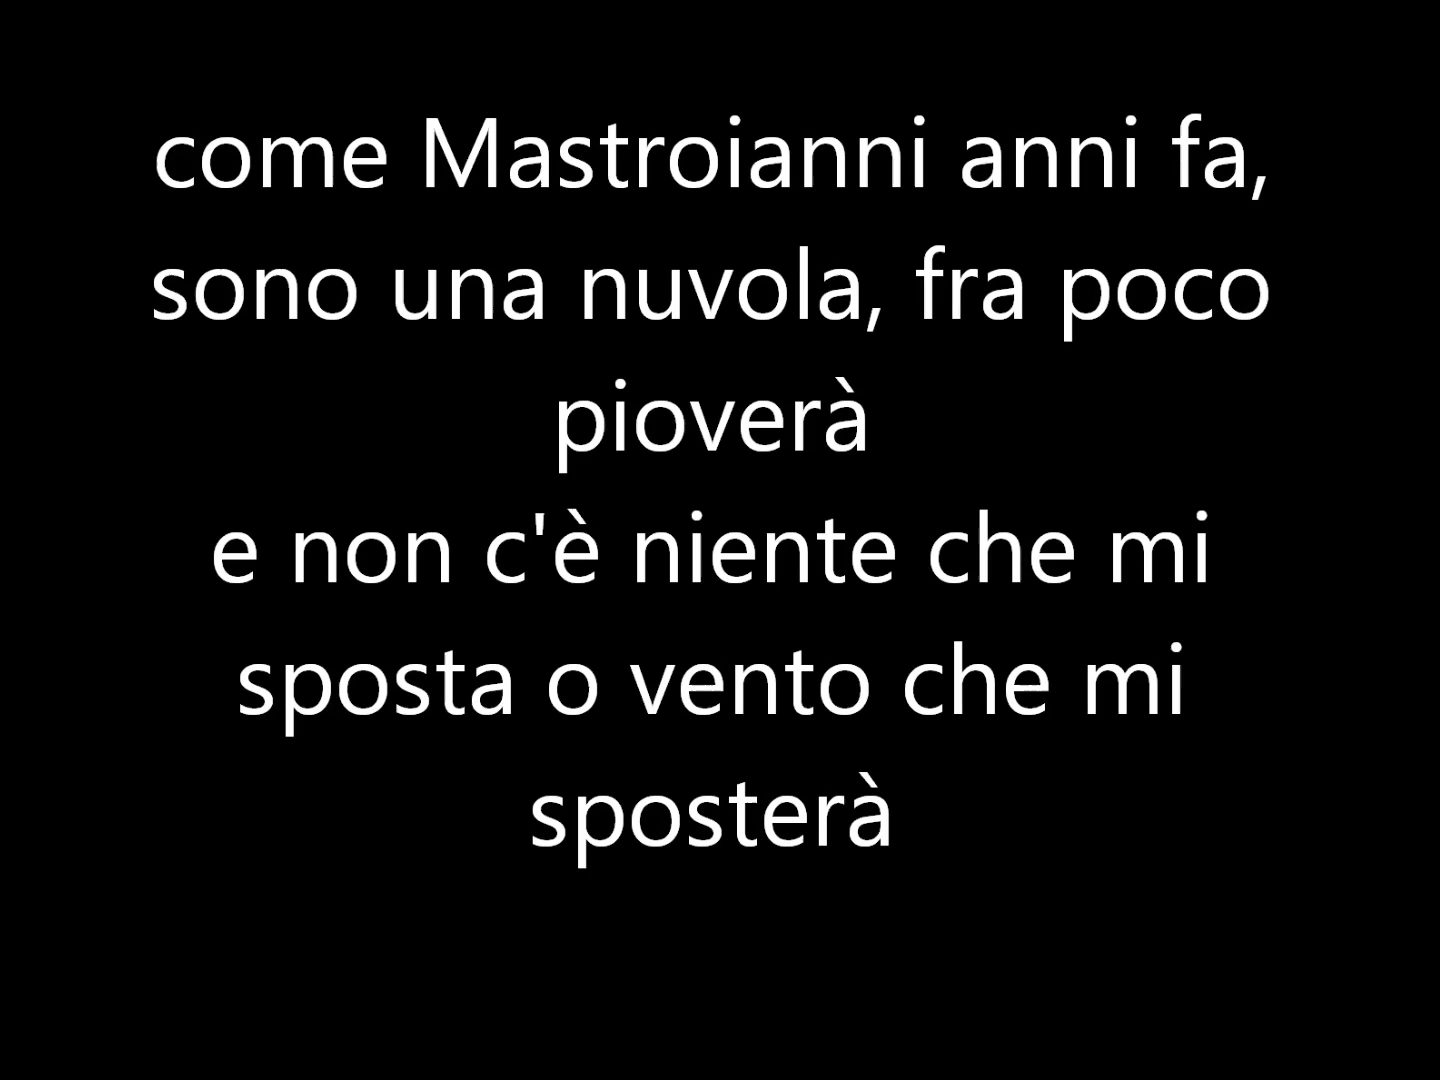 come Mastroianni anni fa,
sono una nuvola, fra poco
pioverà
e non c'è niente che mi
sposta o vento che mi
sposterà